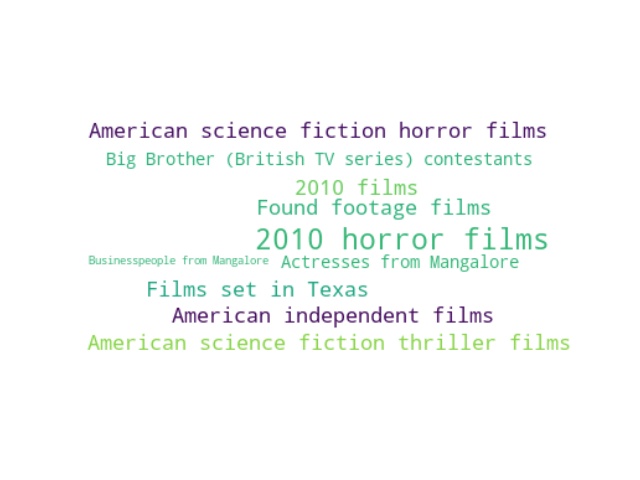 American science fiction horror films
Big Brother (British TV series) contestants
2010 films
Found footage films
2010 horror films
Businesspeople from Mangalore Actresses from Mangalore
Films set in Texas
American independent films
American science fiction thriller films